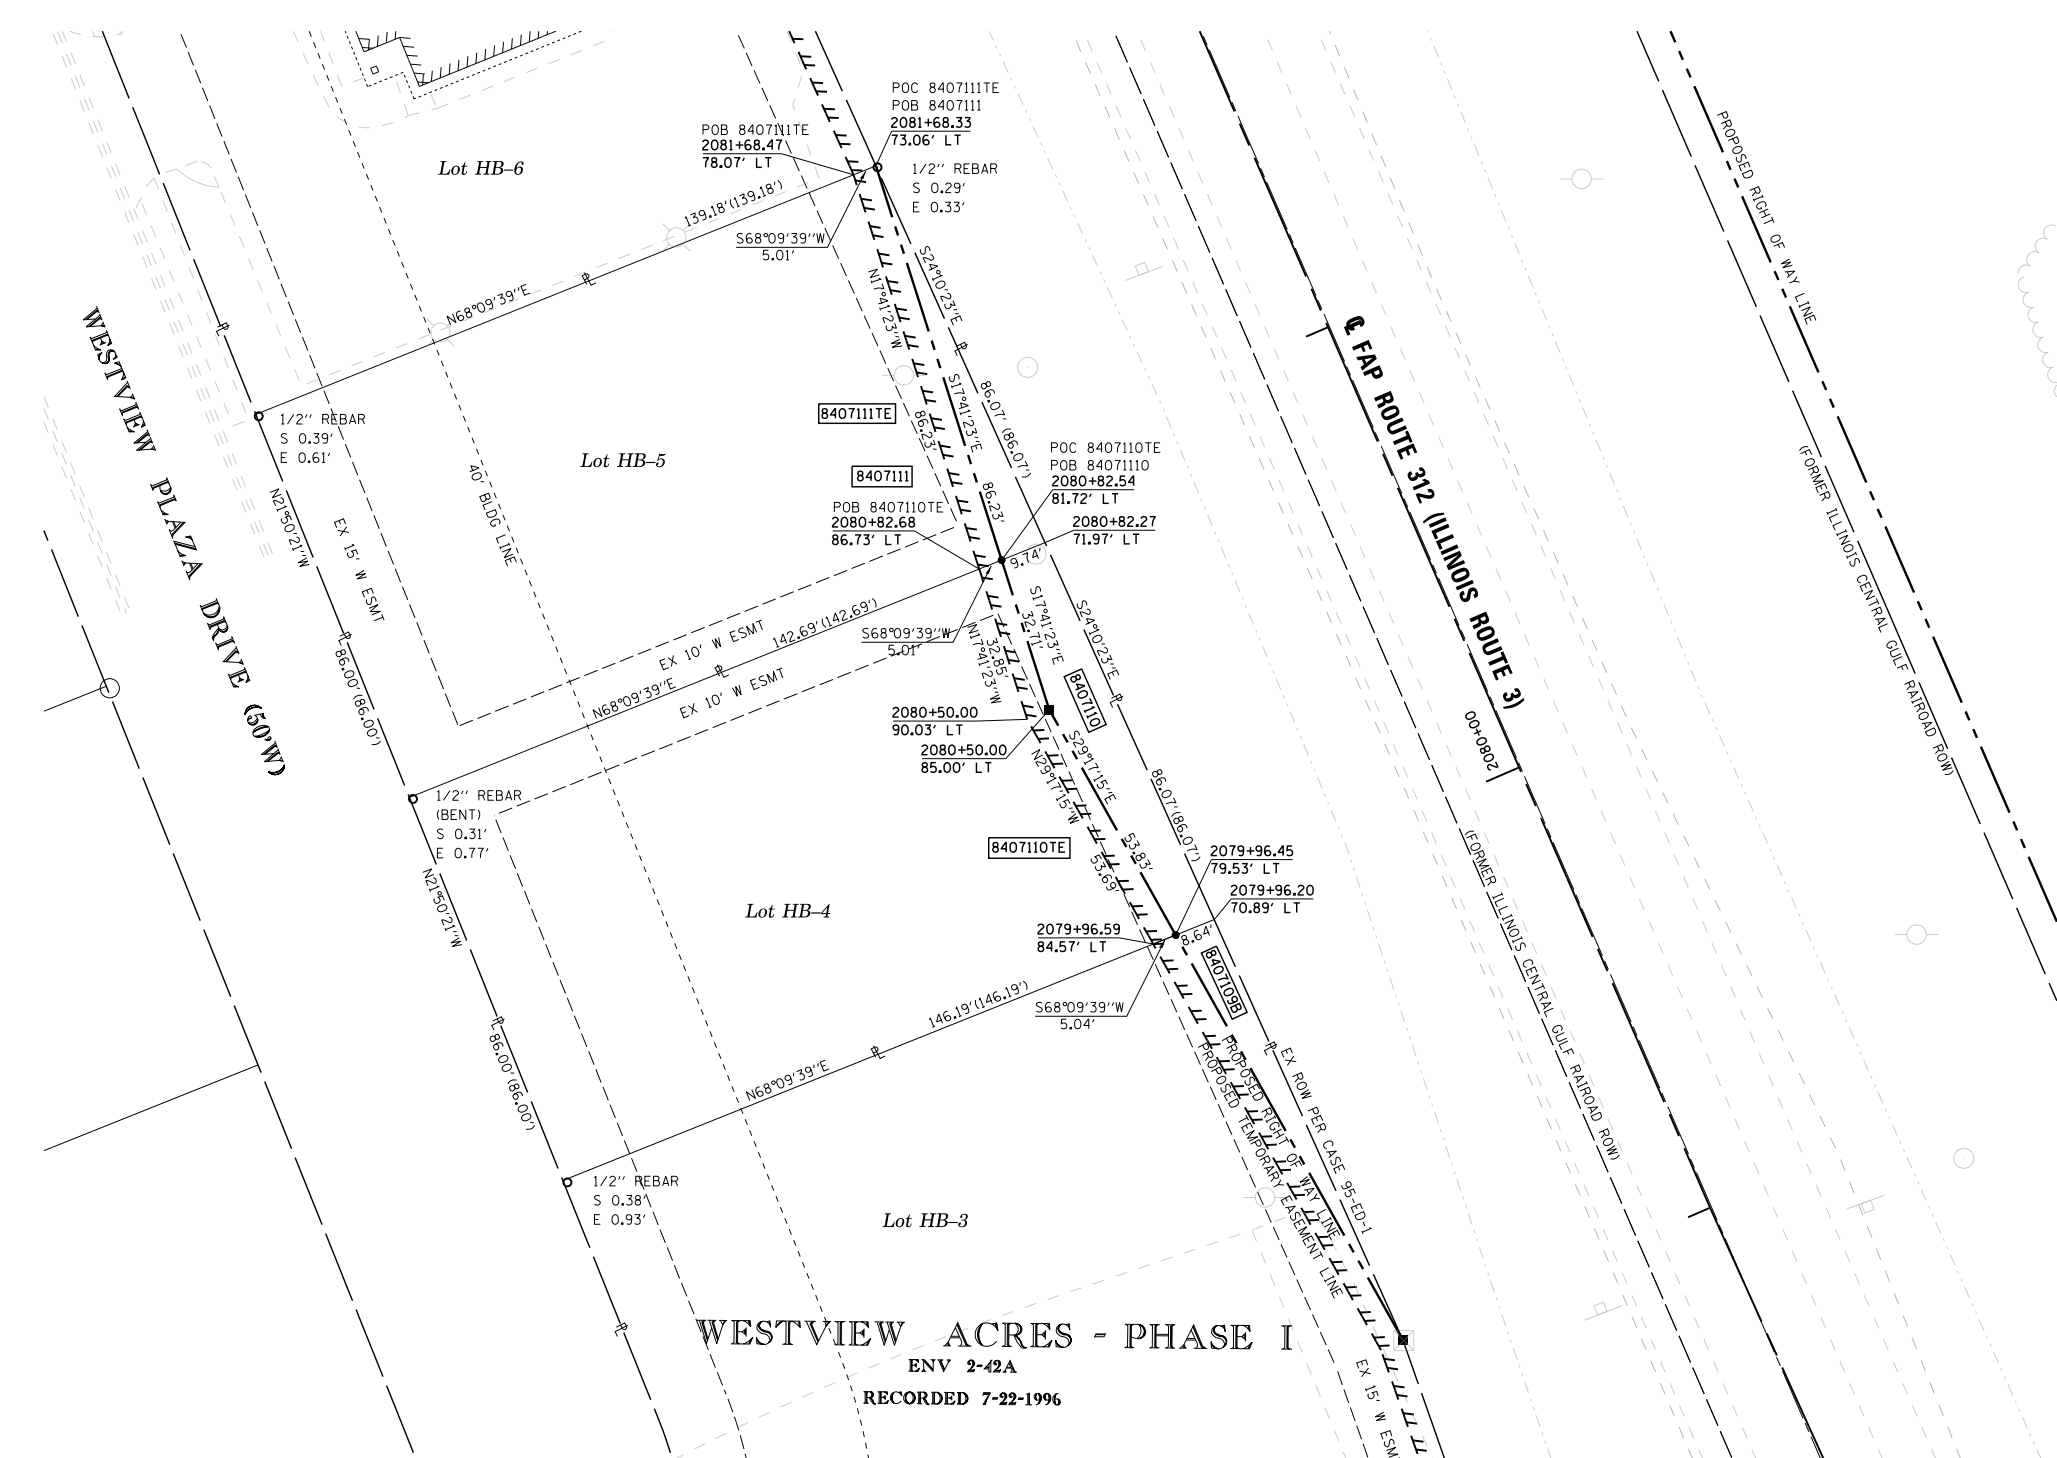 POC 8407111TE
POB 8407111
2081+68.33
73.06' LT
POB 8407111TE
2081+68.47
78.07' LT
Lot HB-6
1/2'' REBAR
S 0.29'
E 0.33'
139.18'(139.18')
S68°09'39''W
5.01'
N68°09'39''E
PROPOSED RIGHT OF WAY LINE
S24°10'23''E
N17°41'23''W
WESTVIEW PLAZA DRIVE (50'W)
℄ FAP ROUTE 312 (ILLINOIS ROUTE 3)
1/2'' REBAR
S 0.39'
E 0.61'
8407111TE
86.23'
S17°41'23''E
86.07' (86.07')
Lot HB-5
40' BLDG LINE
8407111
86.23'
POC 8407110TE
POB 8407110
2080+82.54
81.72' LT
(FORMER ILLINOIS CENTRAL GULF RAIROAD ROW)
N21°50'21''W
EX 15' W ESMT
POB 8407110TE
2080+82.68
86.73' LT
2080+82.27
71.97' LT
9.74'
EX 10' W ESMT
142.69'(142.69')
S68°09'39''W
5.01'
S17°41'23''E
32.71'
S24°10'23''E
32.85'
N17°41'23''W
86.00' (86.00')
N68°09'39''E
EX 10' W ESMT
8407110
2080+50.00
90.03' LT
2080+50.00
85.00' LT
2080+00
S29°17'15''E
N29°17'15''W
86.07'(86.07')
1/2'' REBAR
(BENT)
S 0.31'
E 0.77'
8407110TE
53.83'
53.69'
2079+96.45
79.53' LT
2079+96.20
70.89' LT
(FORMER ILLINOIS CENTRAL GULF RAIROAD ROW)
N21°50'21''W
Lot HB-4
2079+96.59
84.57' LT
8.64'
8407109B
146.19'(146.19')
S68°09'39''W
5.04'
86.00' (86.00')
N68°09'39''E
EX ROW PER CASE 95-ED-1
PROPOSED RIGHT OF WAY LINE
PROPOSED TEMPORARY EASEMENT LINE
1/2'' REBAR
S 0.38'
E 0.93'
Lot HB-3
WESTVIEW ACRES - PHASE I
ENV 2-42A
RECORDED 7-22-1996
EX 15' W ESM